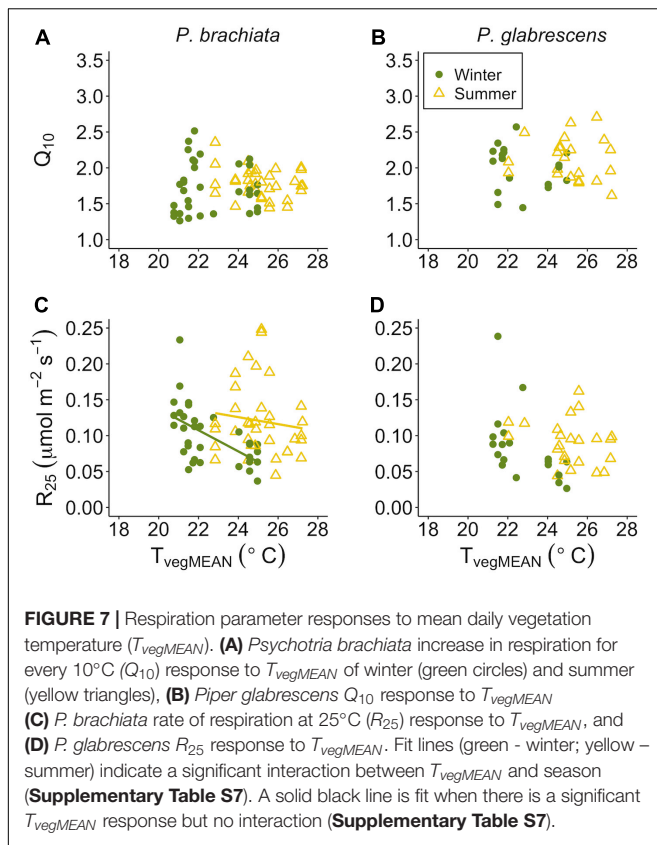 A P. brachiata
B P. glabrescens
Winter
Summer
3.5
3.0
2.5
2.0
1.5
1.0
Q10
18 20 22 24 26 28
3.5
3.0
2.5
2.0
1.5
1.0
18 20 22 24 26 28
C
D
0.25
0.20
0.15
0.10
0.05
0.00
R25 (μmol m−2 s−1)
18 20 22 24 26 28
TvegMEAN (° C)
0.25
0.20
0.15
0.10
0.05
0.00
18 20 22 24 26 28
TvegMEAN (° C)
FIGURE 7 | Respiration parameter responses to mean daily vegetation
temperature (TvegMEAN). (A) Psychotria brachiata increase in respiration for
every 10°C (Q10) response to TvegMEAN of winter (green circles) and summer
(yellow triangles), (B) Piper glabrescens Q10 response to TvegMEAN
(C) P. brachiata rate of respiration at 25°C (R25) response to TvegMEAN, and
(D) P. glabrescens R25 response to TvegMEAN. Fit lines (green - winter; yellow –
summer) indicate a significant interaction between TvegMEAN and season
(Supplementary Table S7). A solid black line is fit when there is a significant
TvegMEAN response but no interaction (Supplementary Table S7).